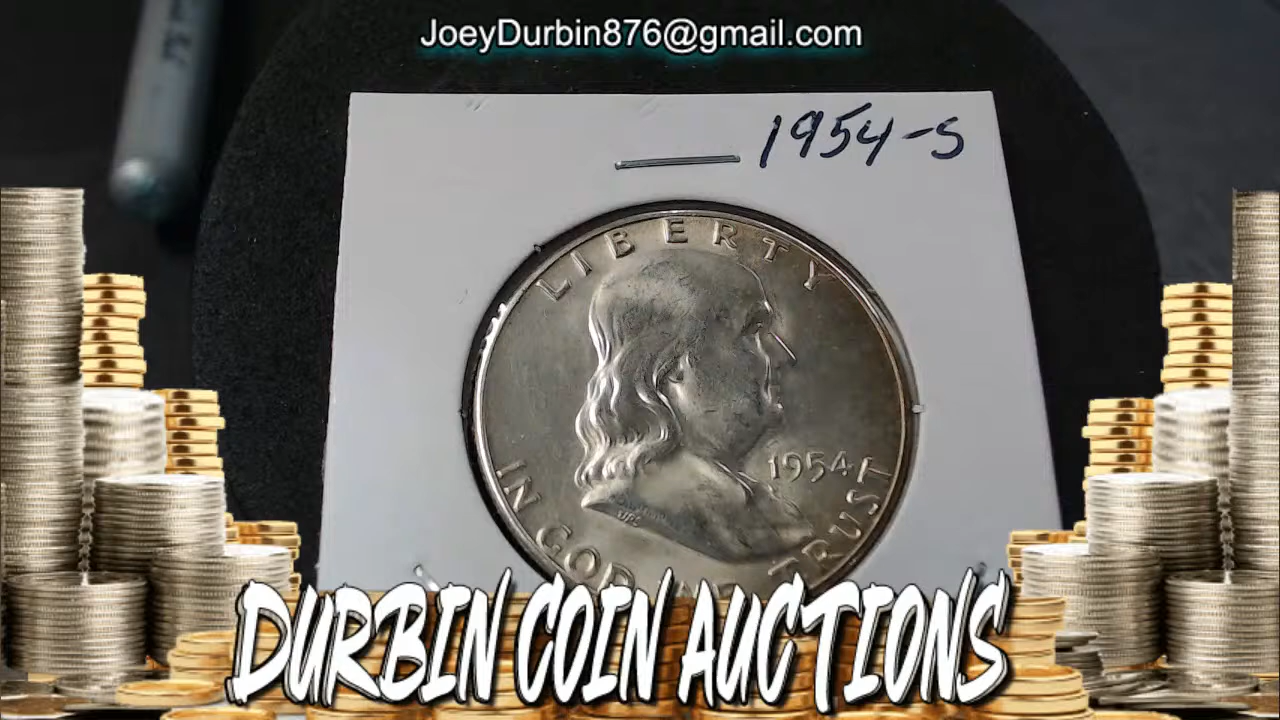 JoeyDurbin876@gmail.com
1954-S
LIBERTY
1954
IN GOD WE TRUST
DURBIN COIN AUCTIONS